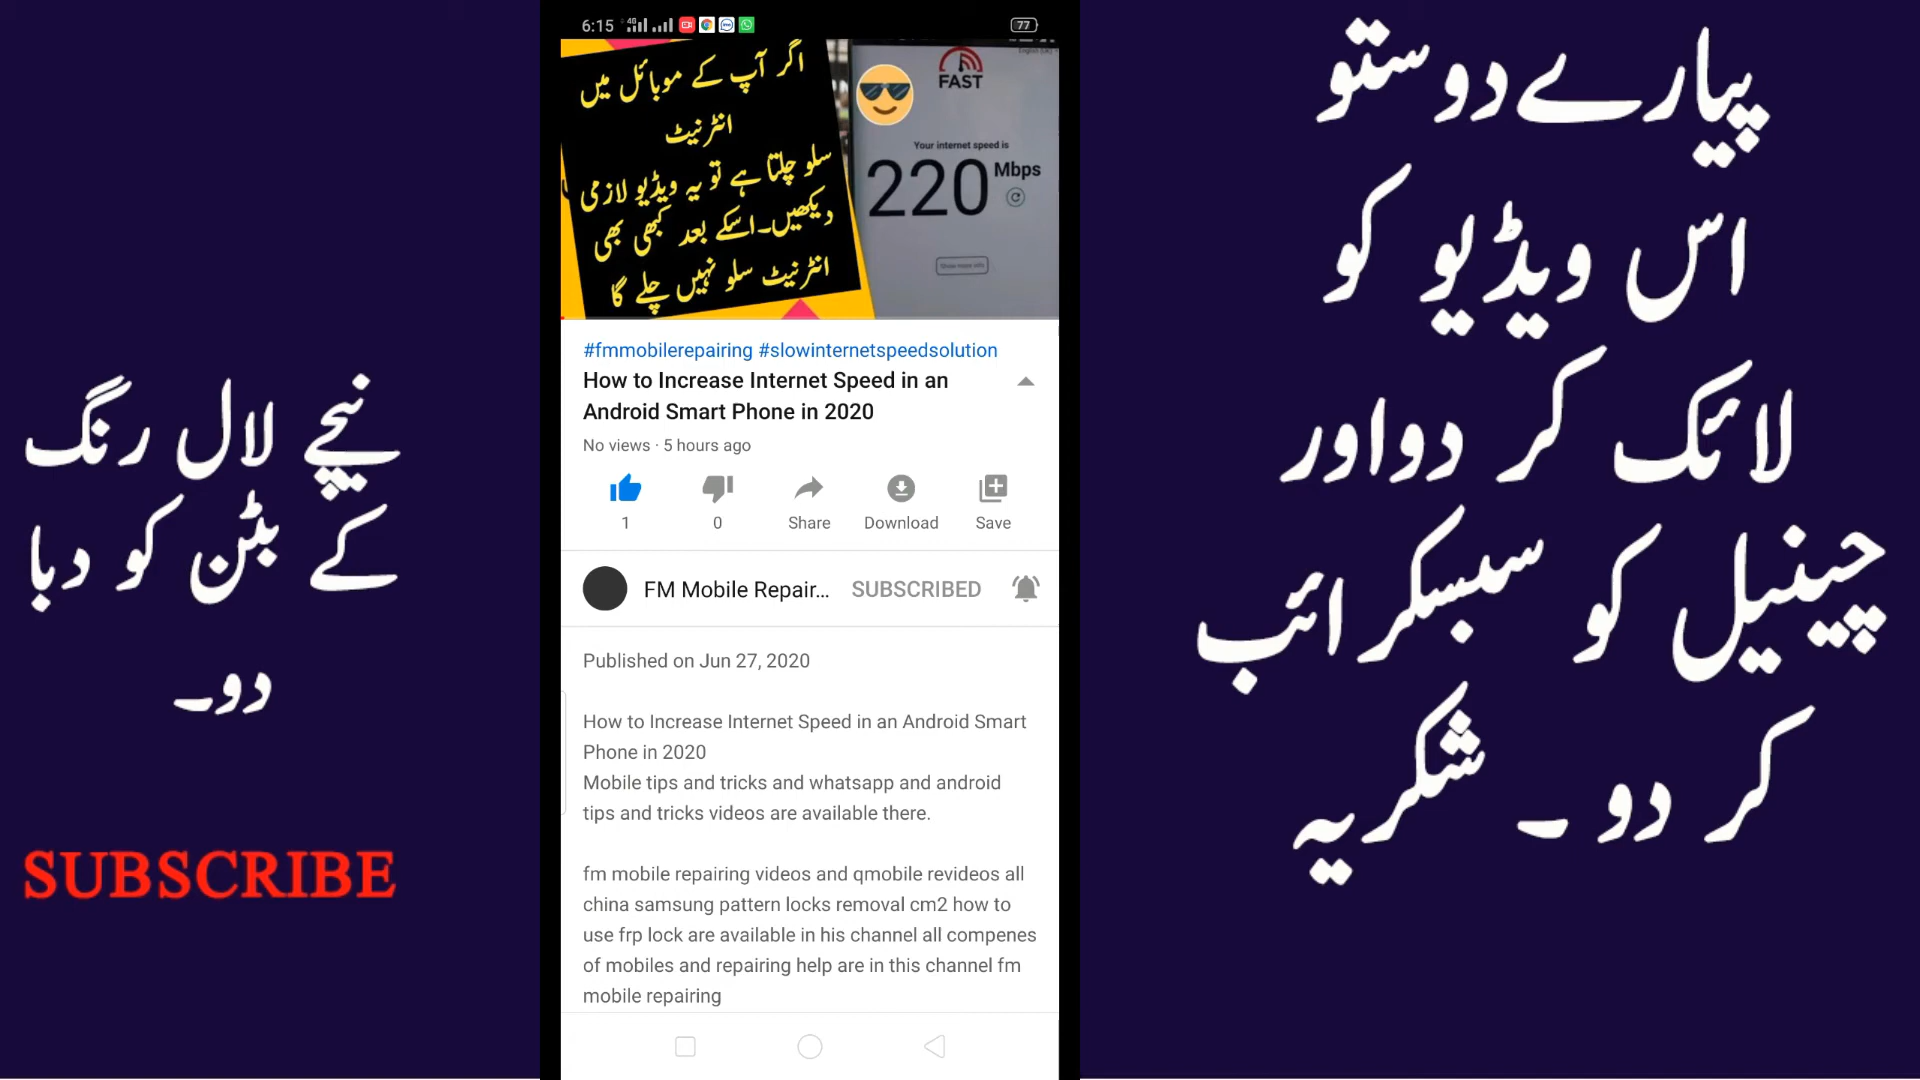 نیچے لال رنگ
کے بٹن کو دبا
دو۔
SUBSCRIBE
6:15
4G
77
اگر آپ کے موبائل میں
انٹرنیٹ
سلو چلتا ہے تو یہ ویڈیو لازمی
دیکھیں۔اسکے بعد کبھی بھی
انٹرنیٹ سلو نہیں چلے گا
FAST
Your internet speed is
220 Mbps
Show more info
#fmmobilerepairing #slowinternetspeedsolution
How to Increase Internet Speed in an
Android Smart Phone in 2020
No views · 5 hours ago
1
0
Share
Download
Save
FM Mobile Repair...
SUBSCRIBED
Published on Jun 27, 2020
How to Increase Internet Speed in an Android Smart
Phone in 2020
Mobile tips and tricks and whatsapp and android
tips and tricks videos are available there.
fm mobile repairing videos and qmobile revideos all
china samsung pattern locks removal cm2 how to
use frp lock are available in his channel all compenes
of mobiles and repairing help are in this channel fm
mobile repairing
پیارے دوستو
اس ویڈیو کو
لائک کر دواور
چینیل کو سبسکرائب
کر دو ۔ شکریہ